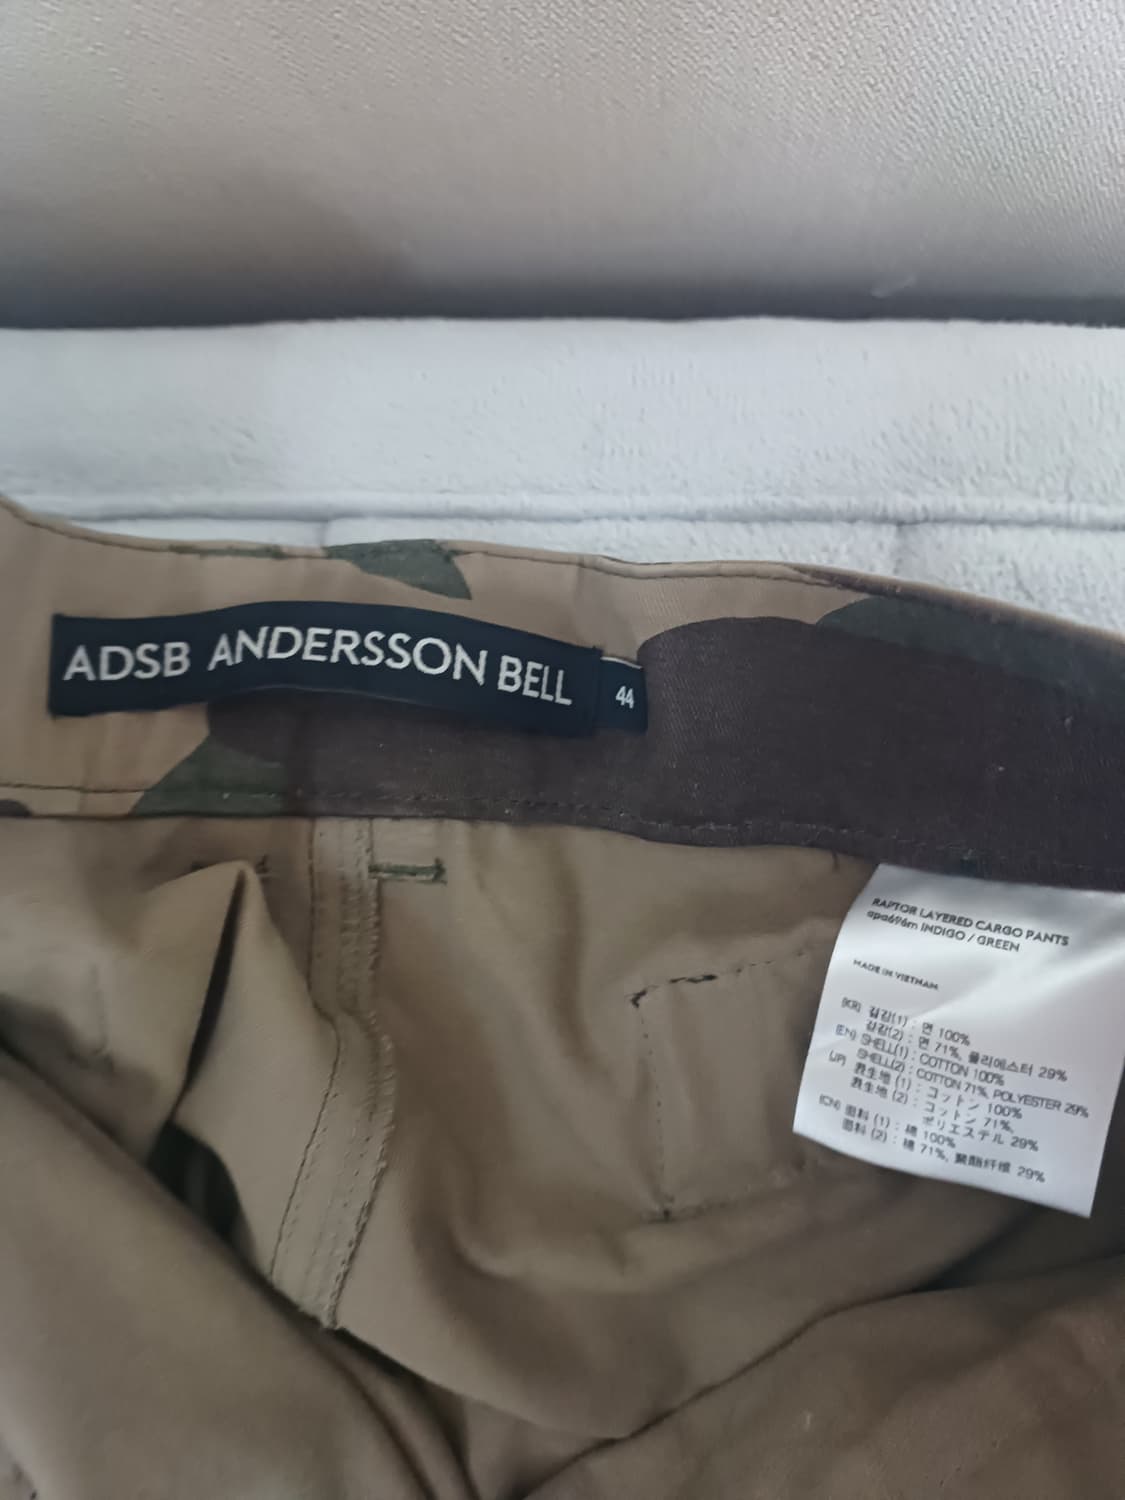 ADSB ANDERSSON BELL
44
RAPTOR LAYERED CARGO PANTS
apa696m INDIGO / GREEN
MADE IN VIETNAM
(KR) 겉감(1) : 면 100%
겉감(2) : 면 71%, 폴리에스터 29%
(EN) SHELL(1) : COTTON 100%
SHELL(2) : COTTON 71%, POLYESTER 29%
(JP) 表生地 (1) : コットン 100%
表生地 (2) : コットン 71%,
ポリエステル 29%
(CN) 面料 (1) : 棉 100%
面料 (2) : 棉 71%, 聚酯纤维 29%